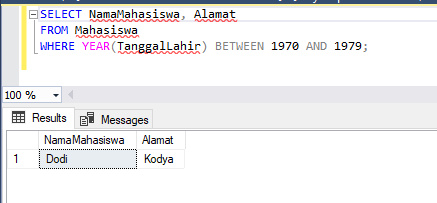 SELECT NamaMahasiswa, Alamat
FROM Mahasiswa
WHERE YEAR(TanggalLahir) BETWEEN 1970 AND 1979;
100 %
Results Messages
NamaMahasiswa Alamat
1 Dodi Kodya